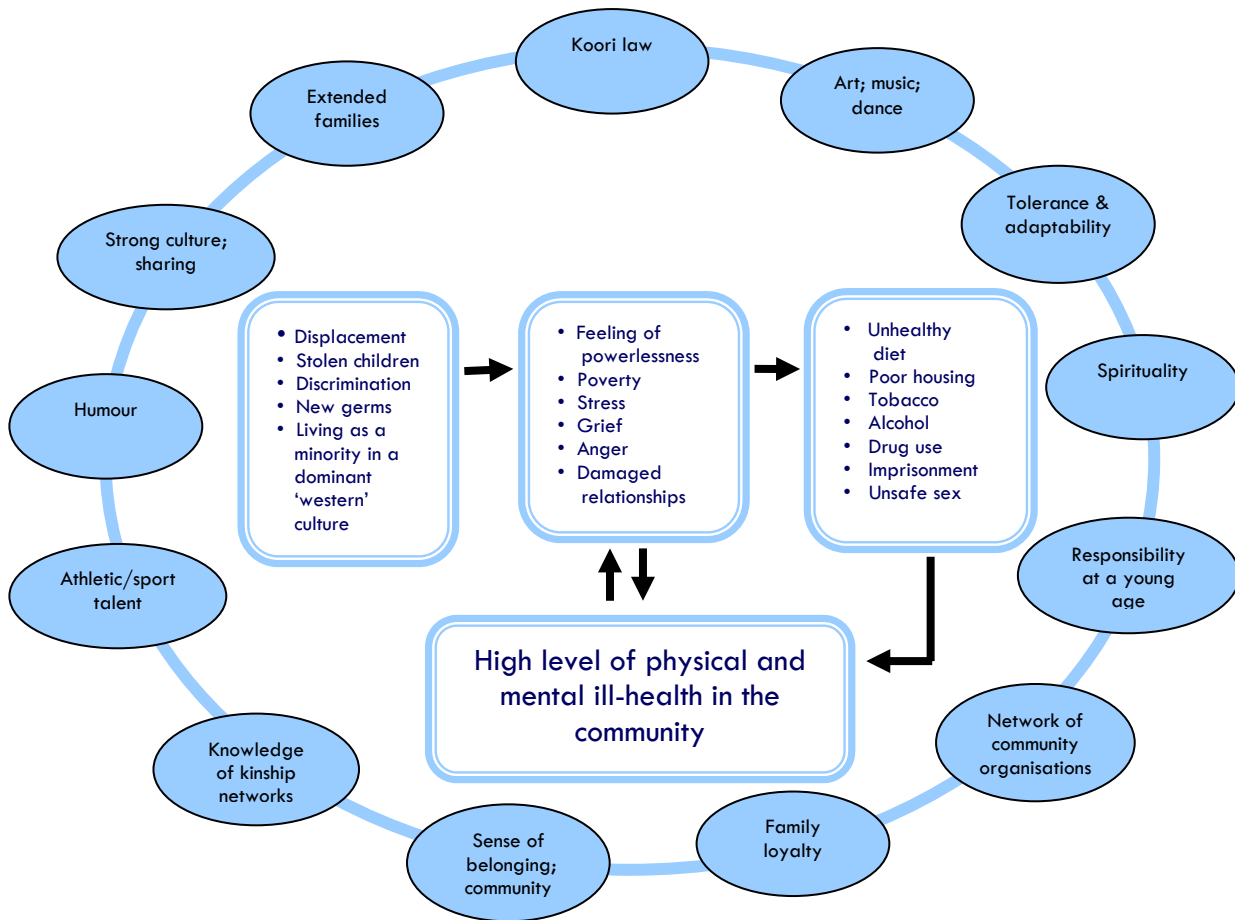 Koori law
Art; music;
dance
Tolerance &
adaptability
Spirituality
Responsibility
at a young
age
Network of
community
organisations
Family
loyalty
Sense of
belonging;
community
Knowledge
of kinship
networks
Athletic/sport
talent
Humour
Strong culture;
sharing
Extended
families
• Displacement
• Stolen children
• Discrimination
• New germs
• Living as a
minority in a
dominant
‘western’
culture
• Feeling of
powerlessness
• Poverty
• Stress
• Grief
• Anger
• Damaged
relationships
• Unhealthy
diet
• Poor housing
• Tobacco
• Alcohol
• Drug use
• Imprisonment
• Unsafe sex
High level of physical and
mental ill-health in the
community